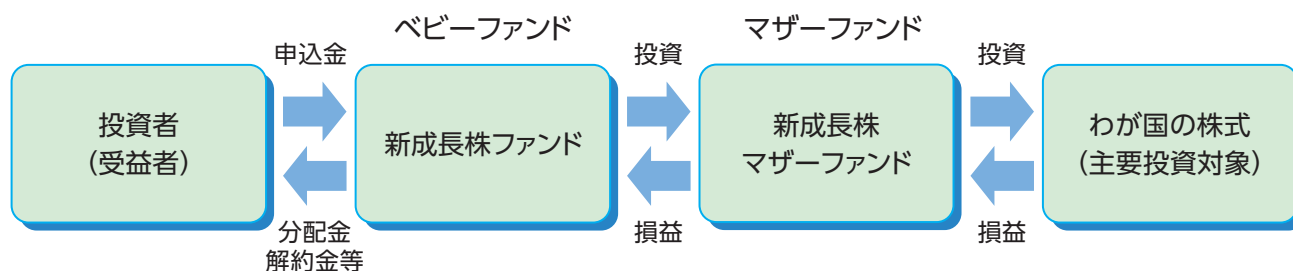 ベビーファンド
マザーファンド
申込金
投資
投資
投資者
(受益者)
新成長株ファンド
新成長株
マザーファンド
わが国の株式
(主要投資対象)
分配金
解約金等
損益
損益